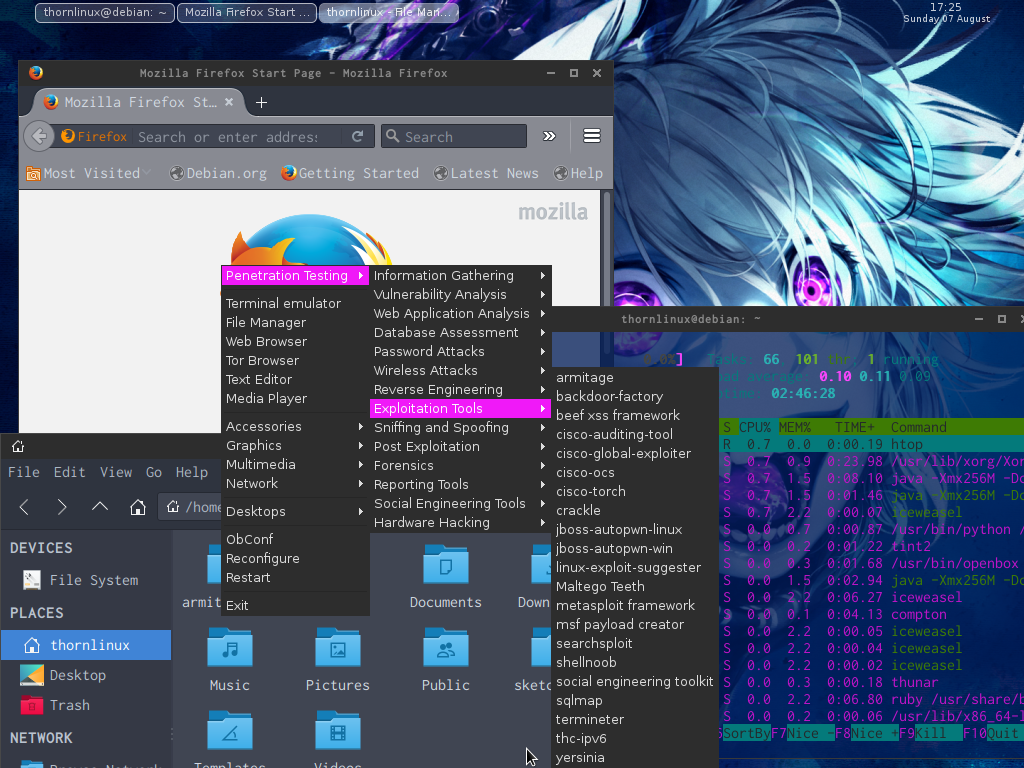 thornlinux@debian: ~
Mozilla Firefox Start ...
thornlinux - File Man...
17:25
Sunday 07 August
Mozilla Firefox Start Page - Mozilla Firefox
Mozilla Firefox St...
Firefox
Search or enter address
Search
Most Visited
Debian.org
Getting Started
Latest News
Help
mozilla
Penetration Testing
Terminal emulator
File Manager
Web Browser
Tor Browser
Text Editor
Media Player
Accessories
Graphics
Multimedia
Network
Desktops
ObConf
Reconfigure
Restart
Exit
Information Gathering
Vulnerability Analysis
Web Application Analysis
Database Assessment
Password Attacks
Wireless Attacks
Reverse Engineering
Exploitation Tools
Sniffing and Spoofing
Post Exploitation
Forensics
Reporting Tools
Social Engineering Tools
Hardware Hacking
armitage
backdoor-factory
beef xss framework
cisco-auditing-tool
cisco-global-exploiter
cisco-ocs
cisco-torch
crackle
jboss-autopwn-linux
jboss-autopwn-win
linux-exploit-suggester
Maltego Teeth
metasploit framework
msf payload creator
searchsploit
shellnoob
social engineering toolkit
sqlmap
termineter
thc-ipv6
yersinia
thornlinux@debian: ~
0.0%] Tasks: 66 101 thr: 1 running
average: 0.10 0.11 0.09
02:46:28
S CPU% MEM% TIME+ Command
R 0.7 0.0 0:00.19 htop
S 0.7 0.9 0:23.98 /usr/lib/xorg/Xor
S 0.7 1.5 0:08.10 java -Xmx256M -Dc
S 0.7 1.5 0:01.46 java -Xmx256M -Dc
S 0.7 2.2 0:00.07 iceweasel
S 0.0 0.7 0:00.87 /usr/bin/python /
S 0.0 0.2 0:01.22 tint2
S 0.0 0.3 0:01.68 /usr/bin/openbox
S 0.0 1.5 0:02.94 java -Xmx256M -Dc
S 0.0 2.2 0:06.27 iceweasel
S 0.0 0.1 0:04.13 compton
S 0.0 2.2 0:00.05 iceweasel
S 0.0 2.2 0:00.04 iceweasel
S 0.0 2.2 0:00.02 iceweasel
S 0.0 0.3 0:00.18 thunar
S 0.0 2.2 0:06.80 ruby /usr/share/b
S 0.0 0.2 0:00.06 /usr/lib/x86_64-l
SortByF7Nice -F8Nice +F9Kill F10Quit
File Edit View Go Help
/home
DEVICES
File System
PLACES
thornlinux
Desktop
Trash
NETWORK
Browse Network
armit
Documents
Down
Music
Pictures
Public
sketc
Templates
Videos